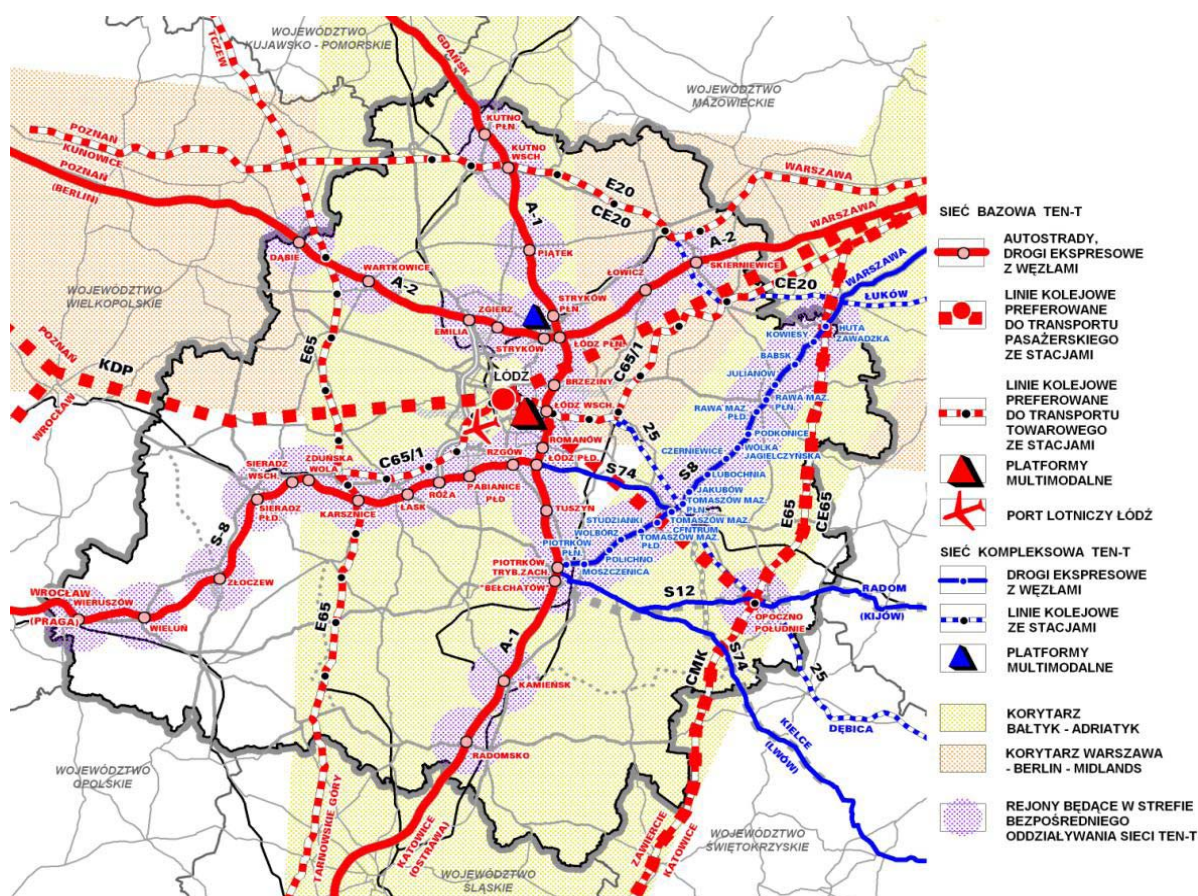 WOJEWÓDZTWO
KUJAWSKO - POMORSKIE
TCZEW
GDAŃSK
WOJEWÓDZTWO
MAZOWIECKIE
KUTNO
PŁN.
POZNAŃ
KUNOWICE
POZNAŃ
(BERLIN)
KUTNO
WSCH.
E20
CE20
WARSZAWA
WARSZAWA
A-1
A-2
DĄBIE
WARTKOWICE
PIĄTEK
ŁOWICZ
SKIERNIEWICE
CE20
WARSZAWA
ŁUKÓW
WOJEWÓDZTWO
WIELKOPOLSKIE
A-2
ZGIERZ
EMILIA
STRYKÓW
PŁN.
STRYKÓW
ŁÓDŹ PŁN.
KOWIESY
HUTA
ZAWADZKA
BABSK
JULIANÓW
POZNAŃ
KDP
WROCŁAW
E65
ŁÓDŹ
BRZEZINY
C65/1
ŁÓDŹ WSCH.
RAWA MAZ.
PŁN.
RAWA MAZ.
PŁD.
25
PODKONICE
WÓLKA
JAGIELCZYŃSKA
CZERNIEWICE
ROMANÓW
RZGÓW
ŁÓDŹ PŁD.
C65/1
S74
S8
LUBOCHNIA
SIERADZ
WSCH.
ZDUŃSKA
WOLA
SIERADZ
PŁD.
KARSZNICE
ŁASK
RÓŻA
PABIANICE
PŁD
JAKUBÓW
TOMASZÓW MAZ.
PŁN.
TUSZYN
STUDZIANKI
WOLBÓRZ
TOMASZÓW MAZ.
CENTRUM
TOMASZÓW MAZ.
PŁD.
E65
CE65
S-8
PIOTRKÓW
PŁN.
POLICHNO
MOSZCZENICA
PIOTRKÓW
TRYB.ZACH
BEŁCHATÓW
ZŁOCZEW
WROCŁAW
(PRAGA)
WIERUSZÓW
WIELUŃ
E65
A-1
S12
RADOM
(KIJÓW)
OPOCZNO
POŁUDNIE
CMK
S74
25
KAMIEŃSK
DĘBICA
KIELCE
(LWÓW)
RADOMSKO
WOJEWÓDZTWO
OPOLSKIE
TARNOWSKIE GÓRY
KATOWICE
(OSTRAWA)
ZAWIERCIE
KATOWICE
WOJEWÓDZTWO
ŚWIĘTOKRZYSKIE
WOJEWÓDZTWO
ŚLĄSKIE
SIEĆ BAZOWA TEN-T
AUTOSTRADY,
DROGI EKSPRESOWE
Z WĘZŁAMI
LINIE KOLEJOWE
PREFEROWANE
DO TRANSPORTU
PASAŻERSKIEGO
ZE STACJAMI
LINIE KOLEJOWE
PREFEROWANE
DO TRANSPORTU
TOWAROWEGO
ZE STACJAMI
PLATFORMY
MULTIMODALNE
PORT LOTNICZY ŁÓDŹ
SIEĆ KOMPLEKSOWA TEN-T
DROGI EKSPRESOWE
Z WĘZŁAMI
LINIE KOLEJOWE
ZE STACJAMI
PLATFORMY
MULTIMODALNE
KORYTARZ
BAŁTYK - ADRIATYK
KORYTARZ WARSZAWA
- BERLIN - MIDLANDS
REJONY BĘDĄCE W STREFIE
BEZPOŚREDNIEGO
ODDZIAŁYWANIA SIECI TEN-T